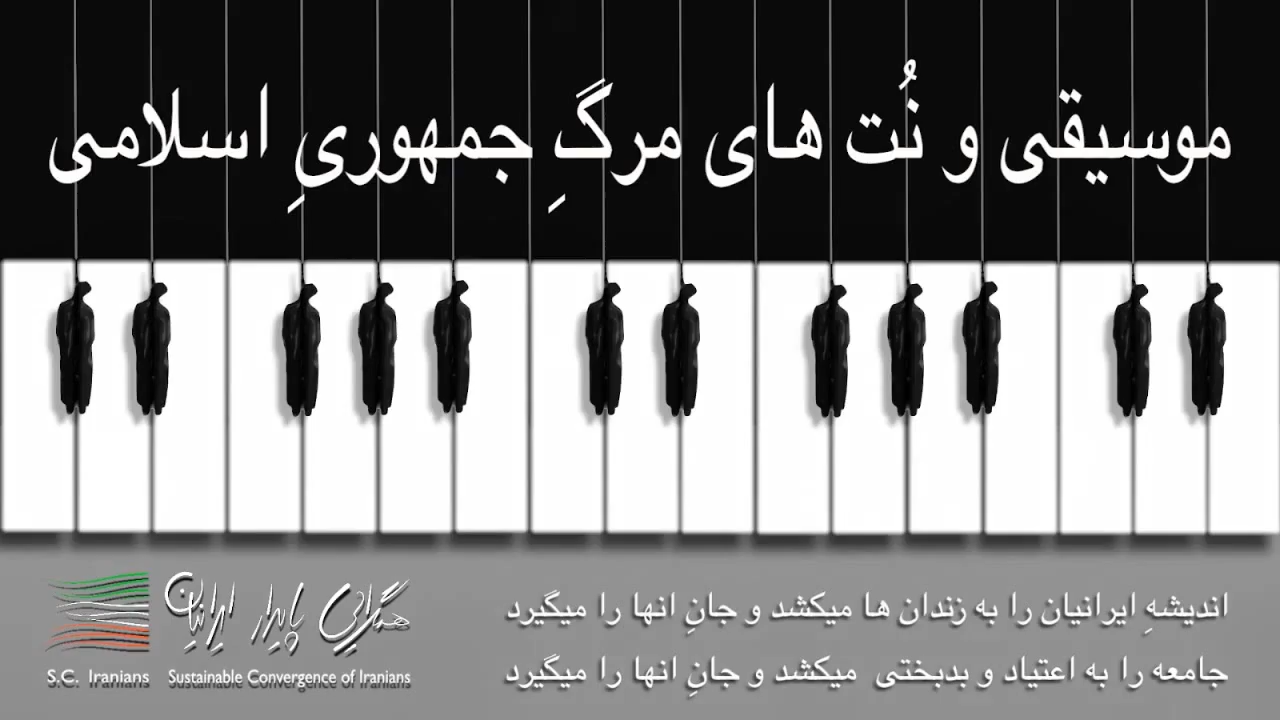 موسیقی و نُت های مرگِ جمهوریِ اسلامی
اندیشهِ ایرانیان را به زندان ها میکشد و جانِ انها را میگیرد
جامعه را به اعتیاد و بدبختی میکشد و جانِ انها را میگیرد
همگرایی پایدار ایرانیان
S.C. Iranians Sustainable Convergence of Iranians